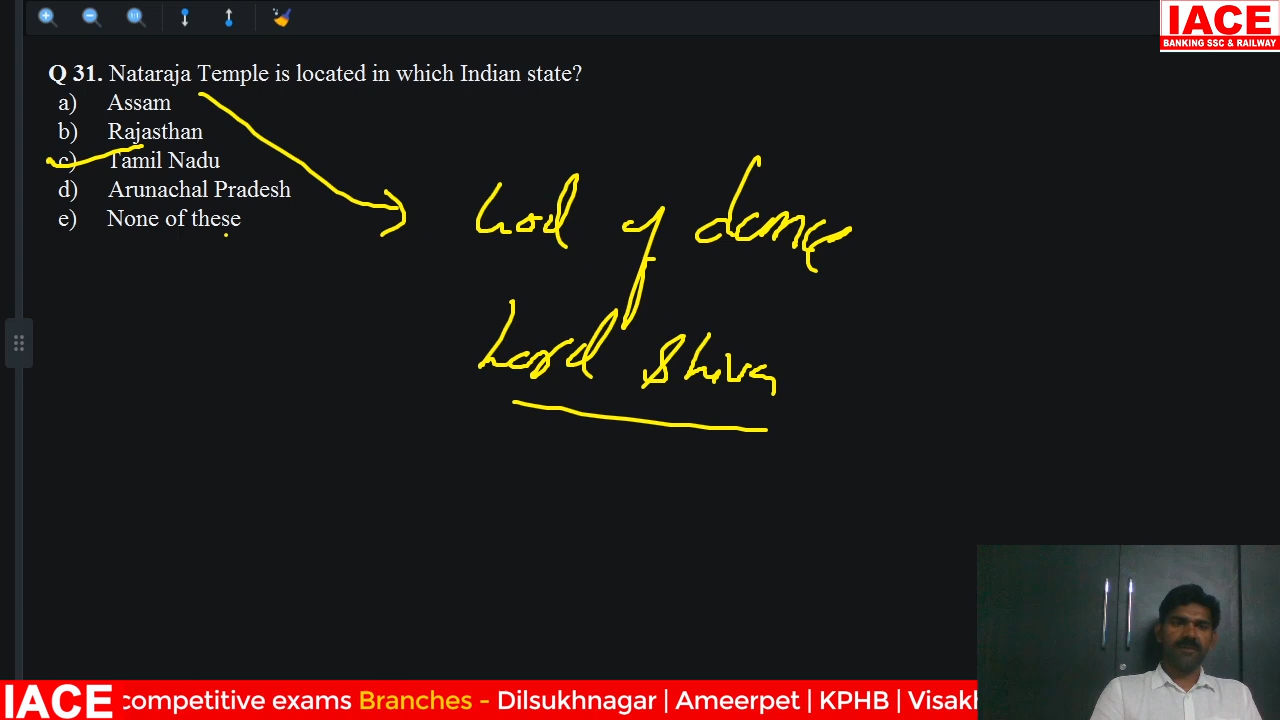 IACE
BANKING SSC & RAILWAY
Q 31. Nataraja Temple is located in which Indian state?
a) Assam
b) Rajasthan
c) Tamil Nadu
d) Arunachal Pradesh
e) None of these
God of dance
Lord Shiva
IACE competitive exams Branches - Dilsukhnagar | Ameerpet | KPHB | Visakh